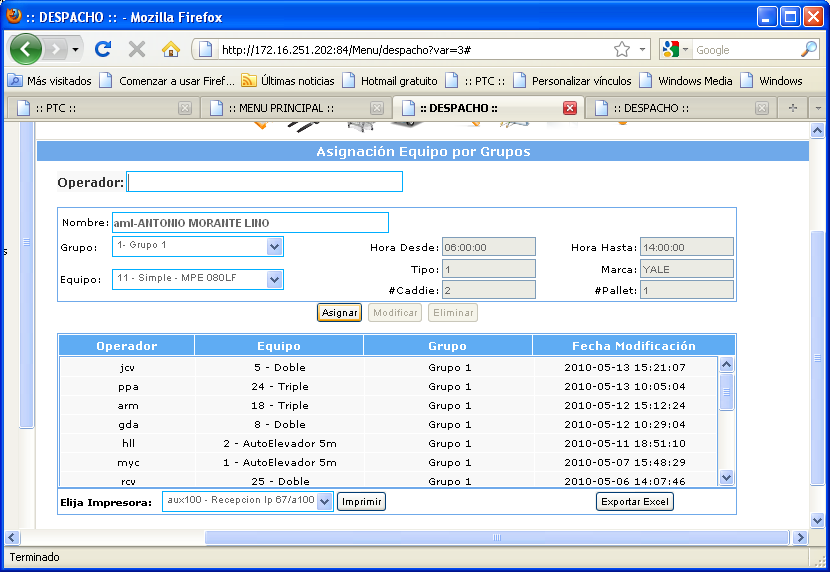 :: DESPACHO :: - Mozilla Firefox
http://172.16.251.202:84/Menu/despacho?var=3#
Google
Más visitados Comenzar a usar Firef... Últimas noticias Hotmail gratuito :: PTC :: Personalizar vínculos Windows Media Windows
:: PTC :: :: MENU PRINCIPAL :: :: DESPACHO :: :: DESPACHO ::
Asignación Equipo por Grupos
Operador:
Nombre: aml-ANTONIO MORANTE LINO
s
Grupo: 1- Grupo 1 Hora Desde: 06:00:00 Hora Hasta: 14:00:00
Tipo: 1 Marca: YALE
Equipo: 11 - Simple - MPE 080LF
#Caddie: 2 #Pallet: 1
Asignar Modificar Eliminar
Operador Equipo Grupo Fecha Modificación
jcv 5 - Doble Grupo 1 2010-05-13 15:21:07
ppa 24 - Triple Grupo 1 2010-05-13 10:05:04
arm 18 - Triple Grupo 1 2010-05-12 15:12:24
gda 8 - Doble Grupo 1 2010-05-12 10:29:04
hll 2 - AutoElevador 5m Grupo 1 2010-05-11 18:51:10
myc 1 - AutoElevador 5m Grupo 1 2010-05-07 15:48:29
rcv 25 - Doble Grupo 1 2010-05-06 14:07:46
Elija Impresora: aux100 - Recepcion Ip 67/a100 Imprimir Exportar Excel
Terminado